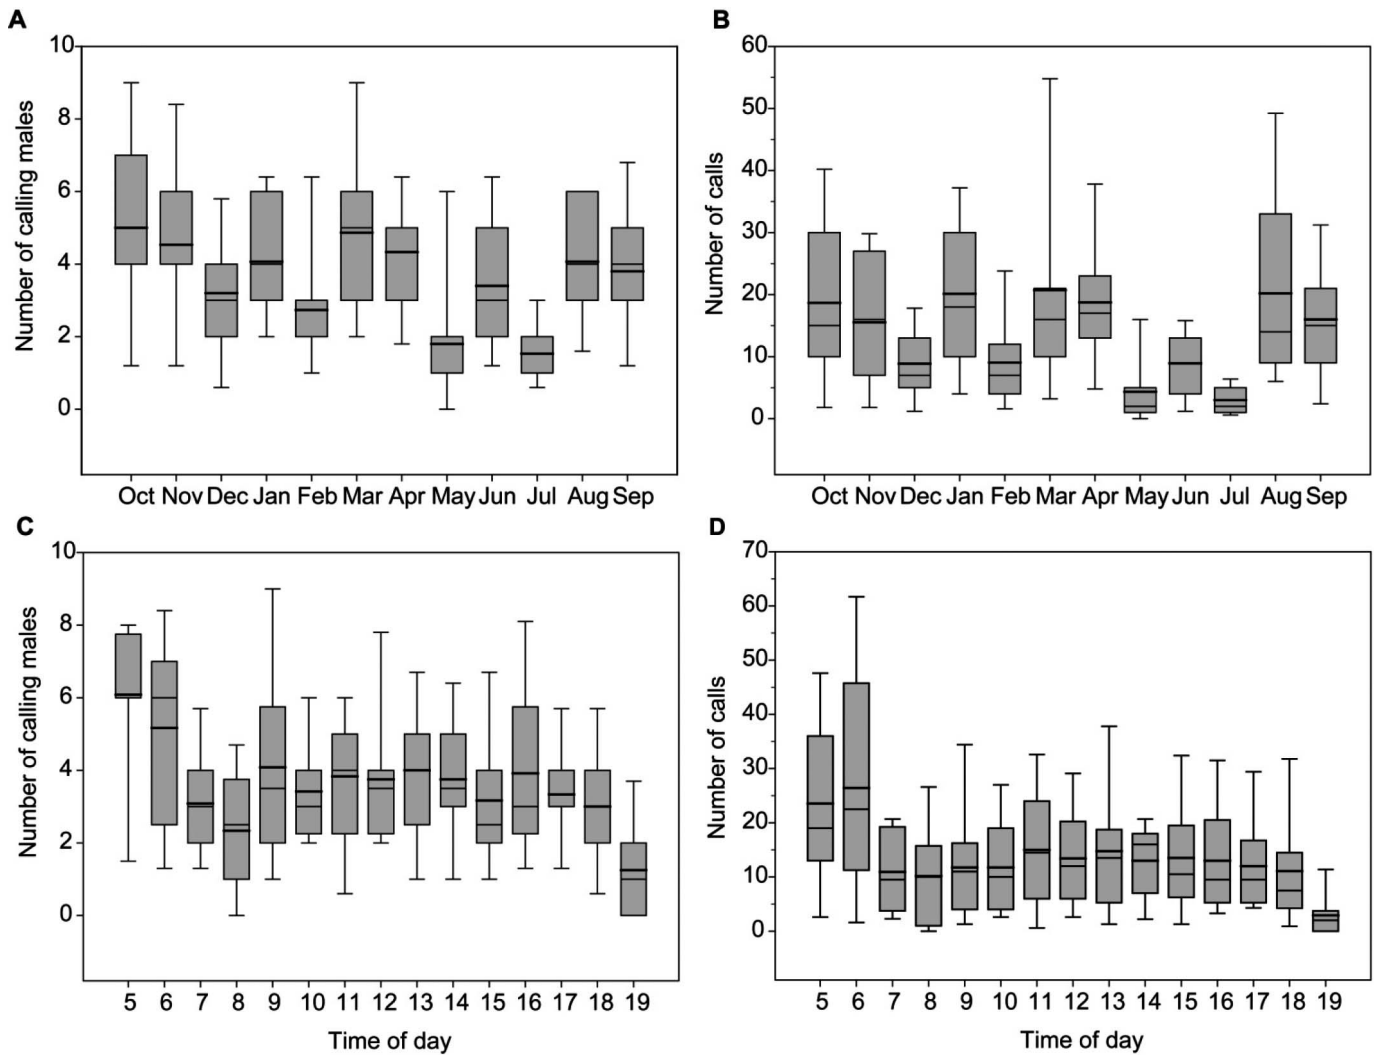 A
10
8
6
4
2
0
Number of calling males
Oct Nov Dec Jan Feb Mar Apr May Jun Jul Aug Sep
B
60
50
40
30
20
10
0
Number of calls
Oct Nov Dec Jan Feb Mar Apr May Jun Jul Aug Sep
C
10
8
6
4
2
0
Number of calling males
5 6 7 8 9 10 11 12 13 14 15 16 17 18 19
Time of day
D
70
60
50
40
30
20
10
0
Number of calls
5 6 7 8 9 10 11 12 13 14 15 16 17 18 19
Time of day